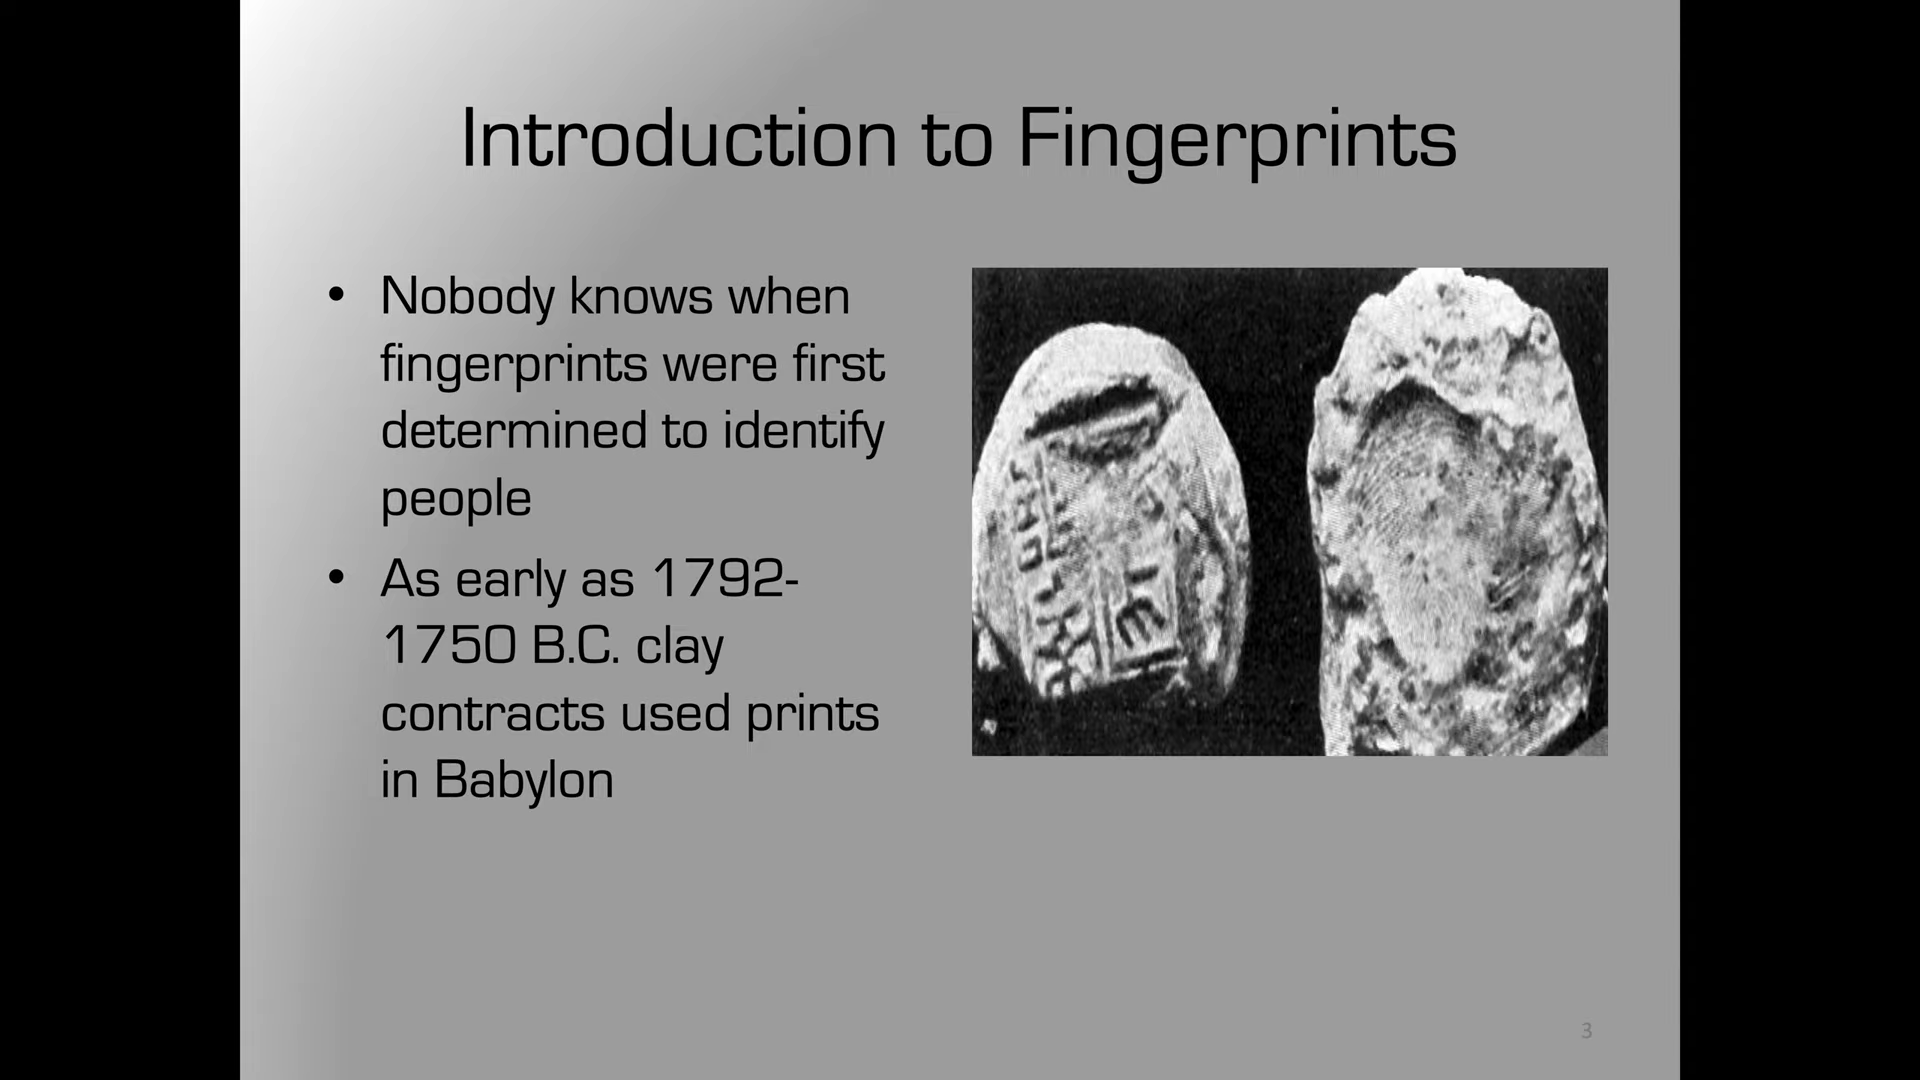 Introduction to Fingerprints
• Nobody knows when
fingerprints were first
determined to identify
people
• As early as 1792-
1750 B.C. clay
contracts used prints
in Babylon
3